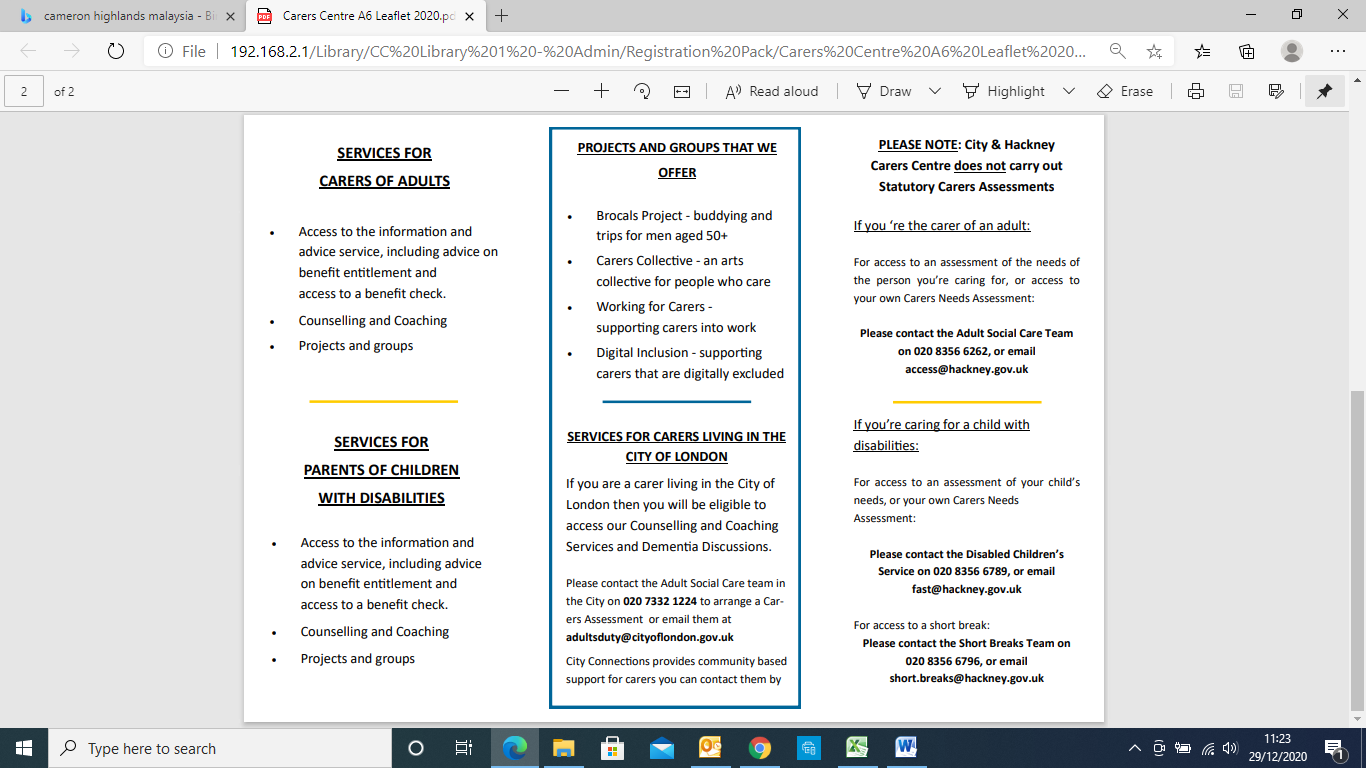 cameron highlands malaysia - Bi
Carers Centre A6 Leaflet 2020.pd
File
192.168.2.1/Library/CC%20Library%201%20-%20Admin/Registration%20Pack/Carers%20Centre%20A6%20Leaflet%2020...
2
of 2
Read aloud
Draw
Highlight
Erase
SERVICES FOR
CARERS OF ADULTS
• Access to the information and
advice service, including advice on
benefit entitlement and
access to a benefit check.
• Counselling and Coaching
• Projects and groups
SERVICES FOR
PARENTS OF CHILDREN
WITH DISABILITIES
• Access to the information and
advice service, including advice
on benefit entitlement and
access to a benefit check.
• Counselling and Coaching
• Projects and groups
PROJECTS AND GROUPS THAT WE
OFFER
• Brocals Project - buddying and
trips for men aged 50+
• Carers Collective - an arts
collective for people who care
• Working for Carers -
supporting carers into work
• Digital Inclusion - supporting
carers that are digitally excluded
SERVICES FOR CARERS LIVING IN THE
CITY OF LONDON
If you are a carer living in the City of
London then you will be eligible to
access our Counselling and Coaching
Services and Dementia Discussions.
Please contact the Adult Social Care team in
the City on 020 7332 1224 to arrange a Car-
ers Assessment or email them at
adultsduty@cityoflondon.gov.uk
City Connections provides community based
support for carers you can contact them by
PLEASE NOTE: City & Hackney
Carers Centre does not carry out
Statutory Carers Assessments
If you ‘re the carer of an adult:
For access to an assessment of the needs of
the person you’re caring for, or access to
your own Carers Needs Assessment:
Please contact the Adult Social Care Team
on 020 8356 6262, or email
access@hackney.gov.uk
If you’re caring for a child with
disabilities:
For access to an assessment of your child’s
needs, or your own Carers Needs
Assessment:
Please contact the Disabled Children’s
Service on 020 8356 6789, or email
fast@hackney.gov.uk
For access to a short break:
Please contact the Short Breaks Team on
020 8356 6796, or email
short.breaks@hackney.gov.uk
Type here to search
11:23
29/12/2020
1